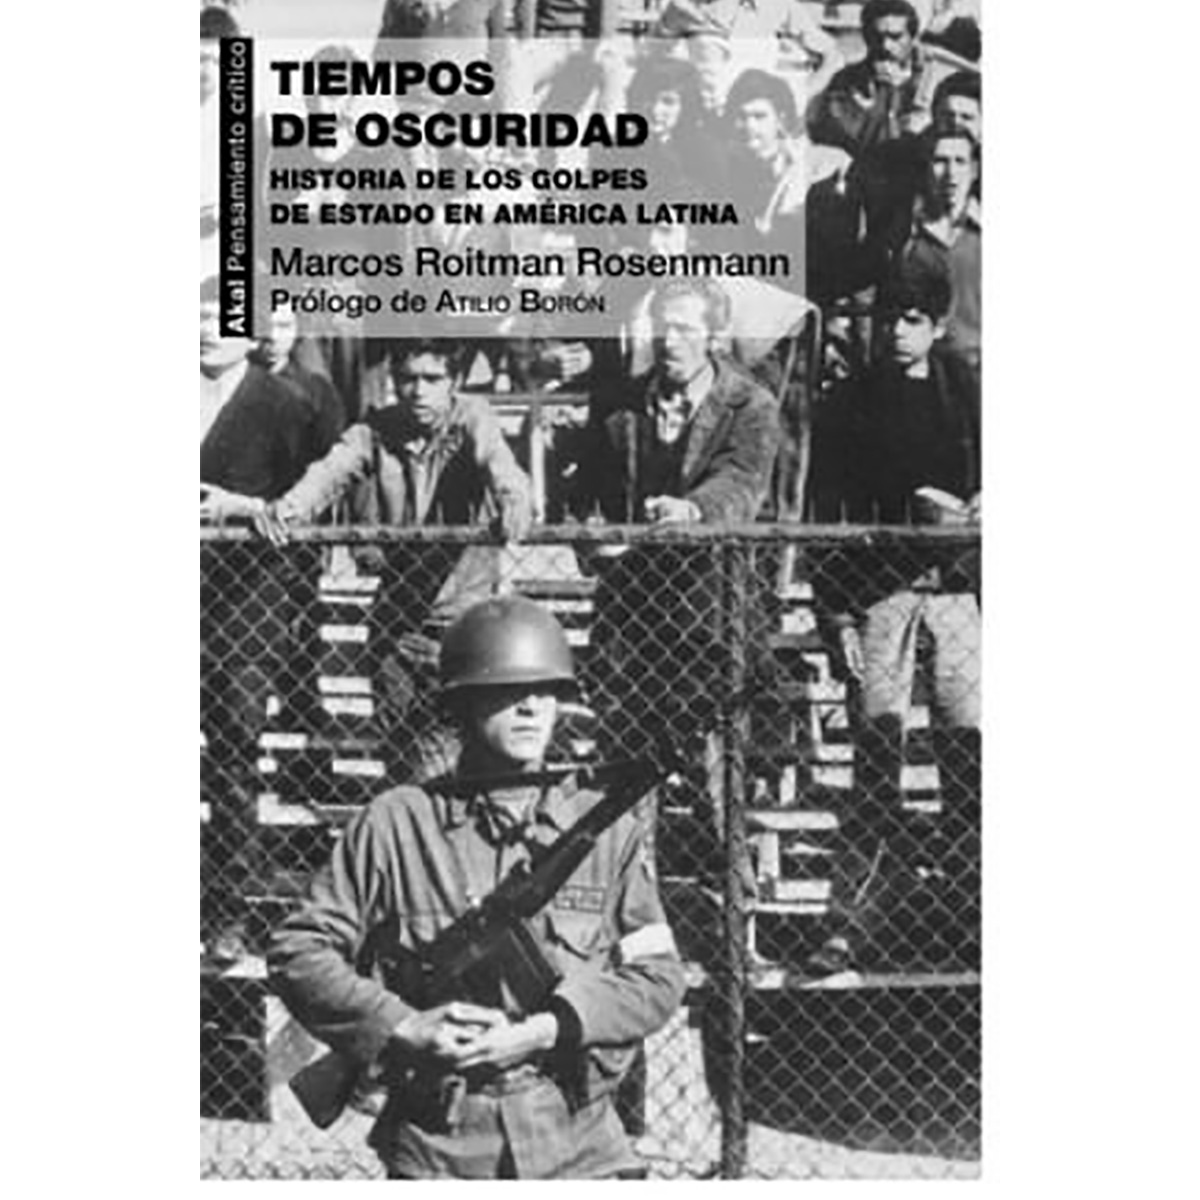 TIEMPOS
DE OSCURIDAD
HISTORIA DE LOS GOLPES
DE ESTADO EN AMÉRICA LATINA
Marcos Roitman Rosenmann
Prólogo de ATILIO BORÓN
Akal Pensamiento crítico